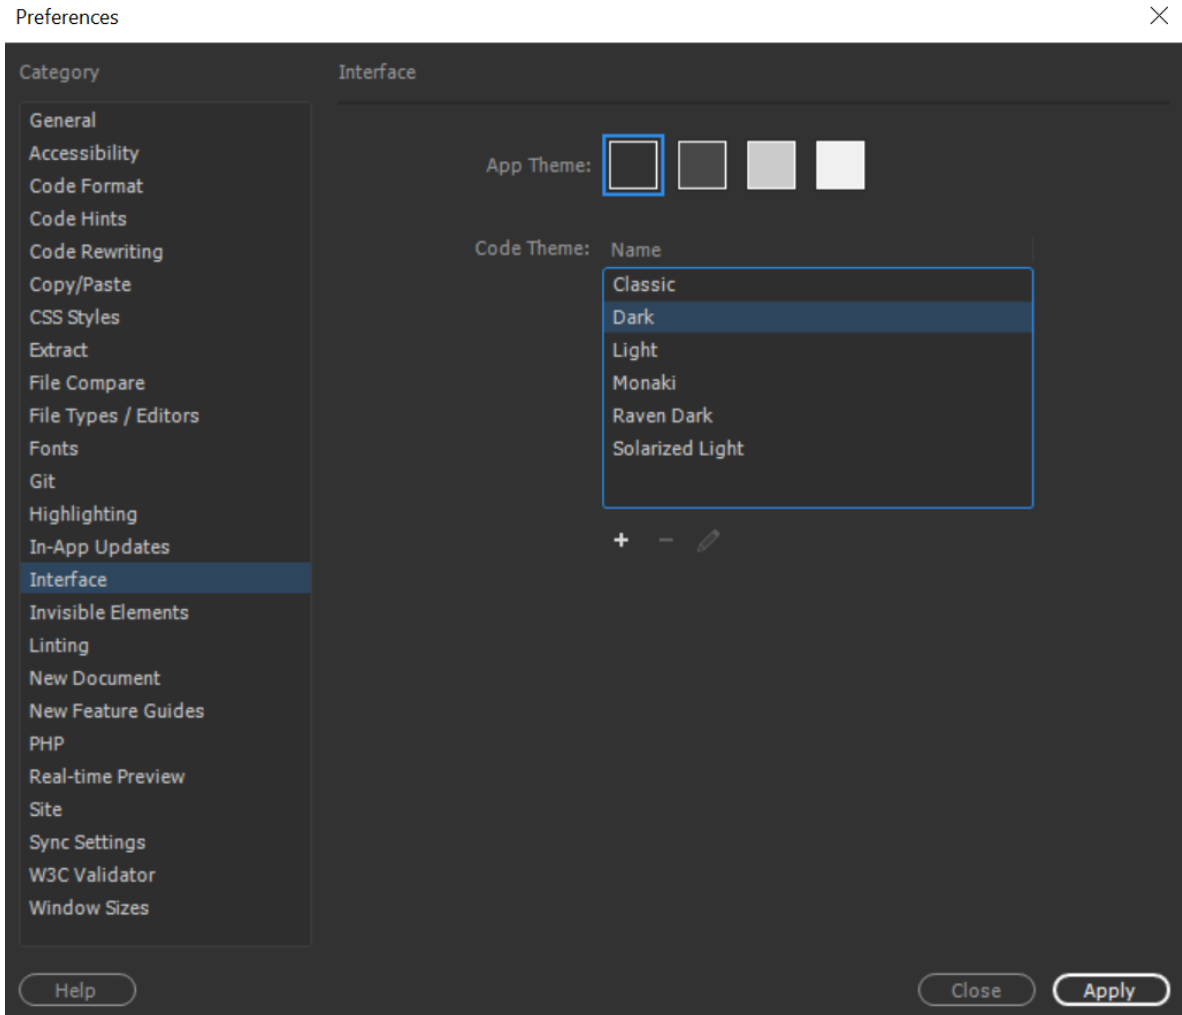 Preferences
Category
General
Accessibility
Code Format
Code Hints
Code Rewriting
Copy/Paste
CSS Styles
Extract
File Compare
File Types / Editors
Fonts
Git
Highlighting
In-App Updates
Interface
Invisible Elements
Linting
New Document
New Feature Guides
PHP
Real-time Preview
Site
Sync Settings
W3C Validator
Window Sizes
Interface
App Theme:
Code Theme:
Name
Classic
Dark
Light
Monaki
Raven Dark
Solarized Light
Help
Close
Apply